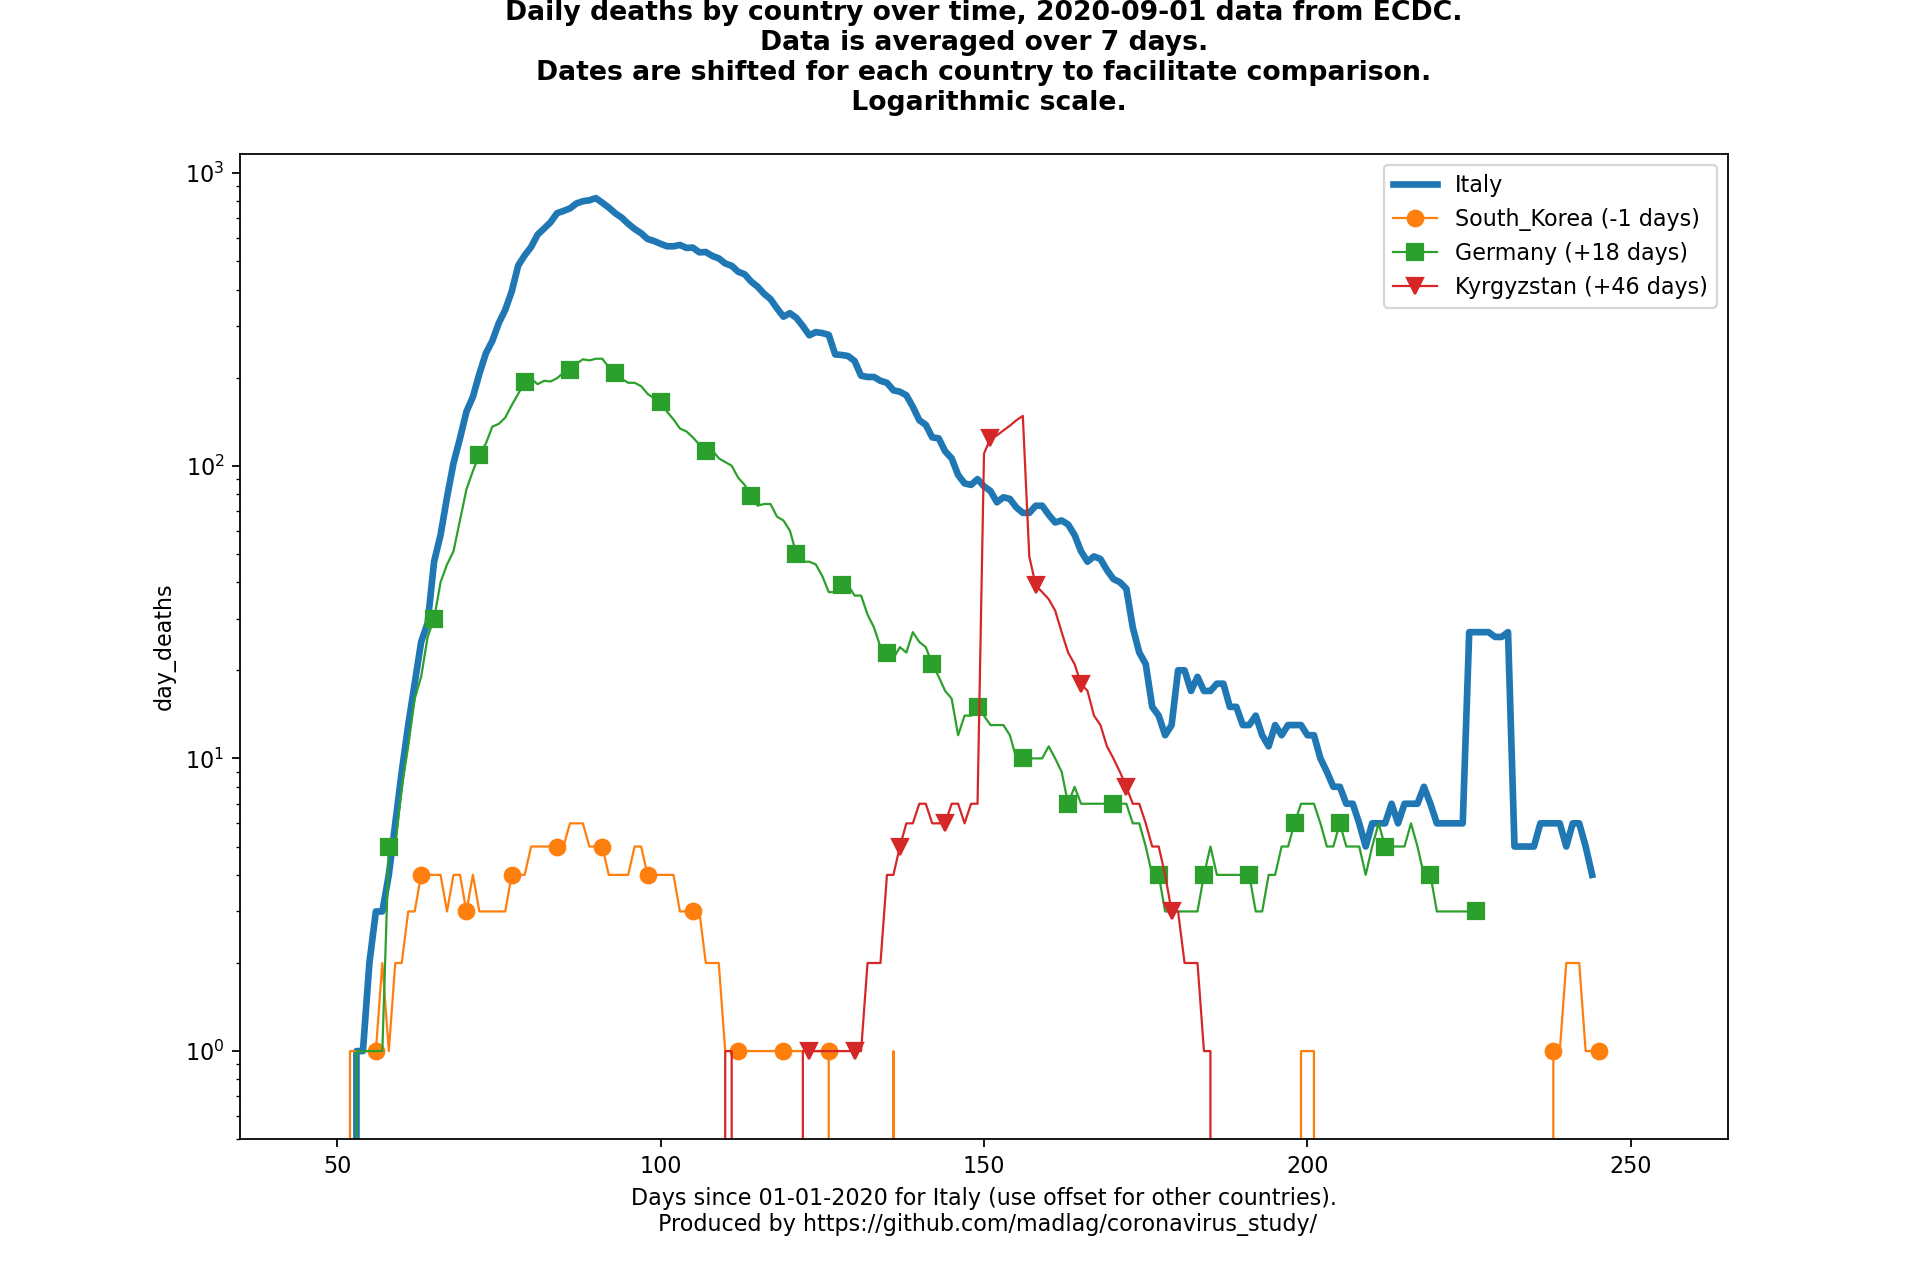 Daily deaths by country over time, 2020-09-01 data from ECDC.
Data is averaged over 7 days.
Dates are shifted for each country to facilitate comparison.
Logarithmic scale.
10³
10²
10¹
10⁰
day_deaths
Italy
South_Korea (-1 days)
Germany (+18 days)
Kyrgyzstan (+46 days)
50 100 150 200 250
Days since 01-01-2020 for Italy (use offset for other countries).
Produced by https://github.com/madlag/coronavirus_study/